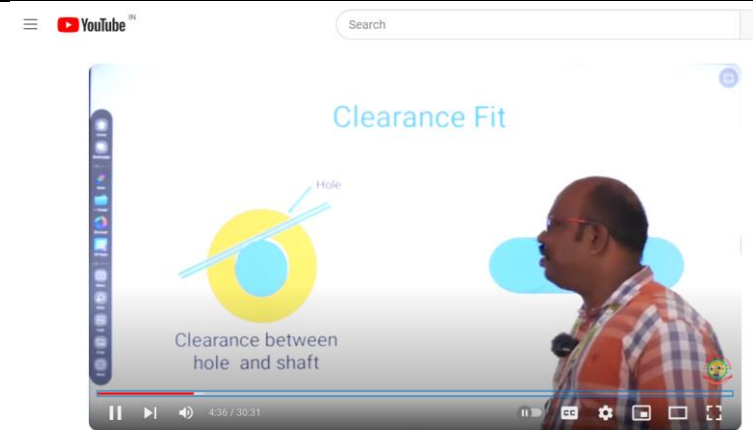 YouTube IN
Search
Clearance Fit
Hole
Clearance between
hole and shaft
4:36 / 30:31
CC